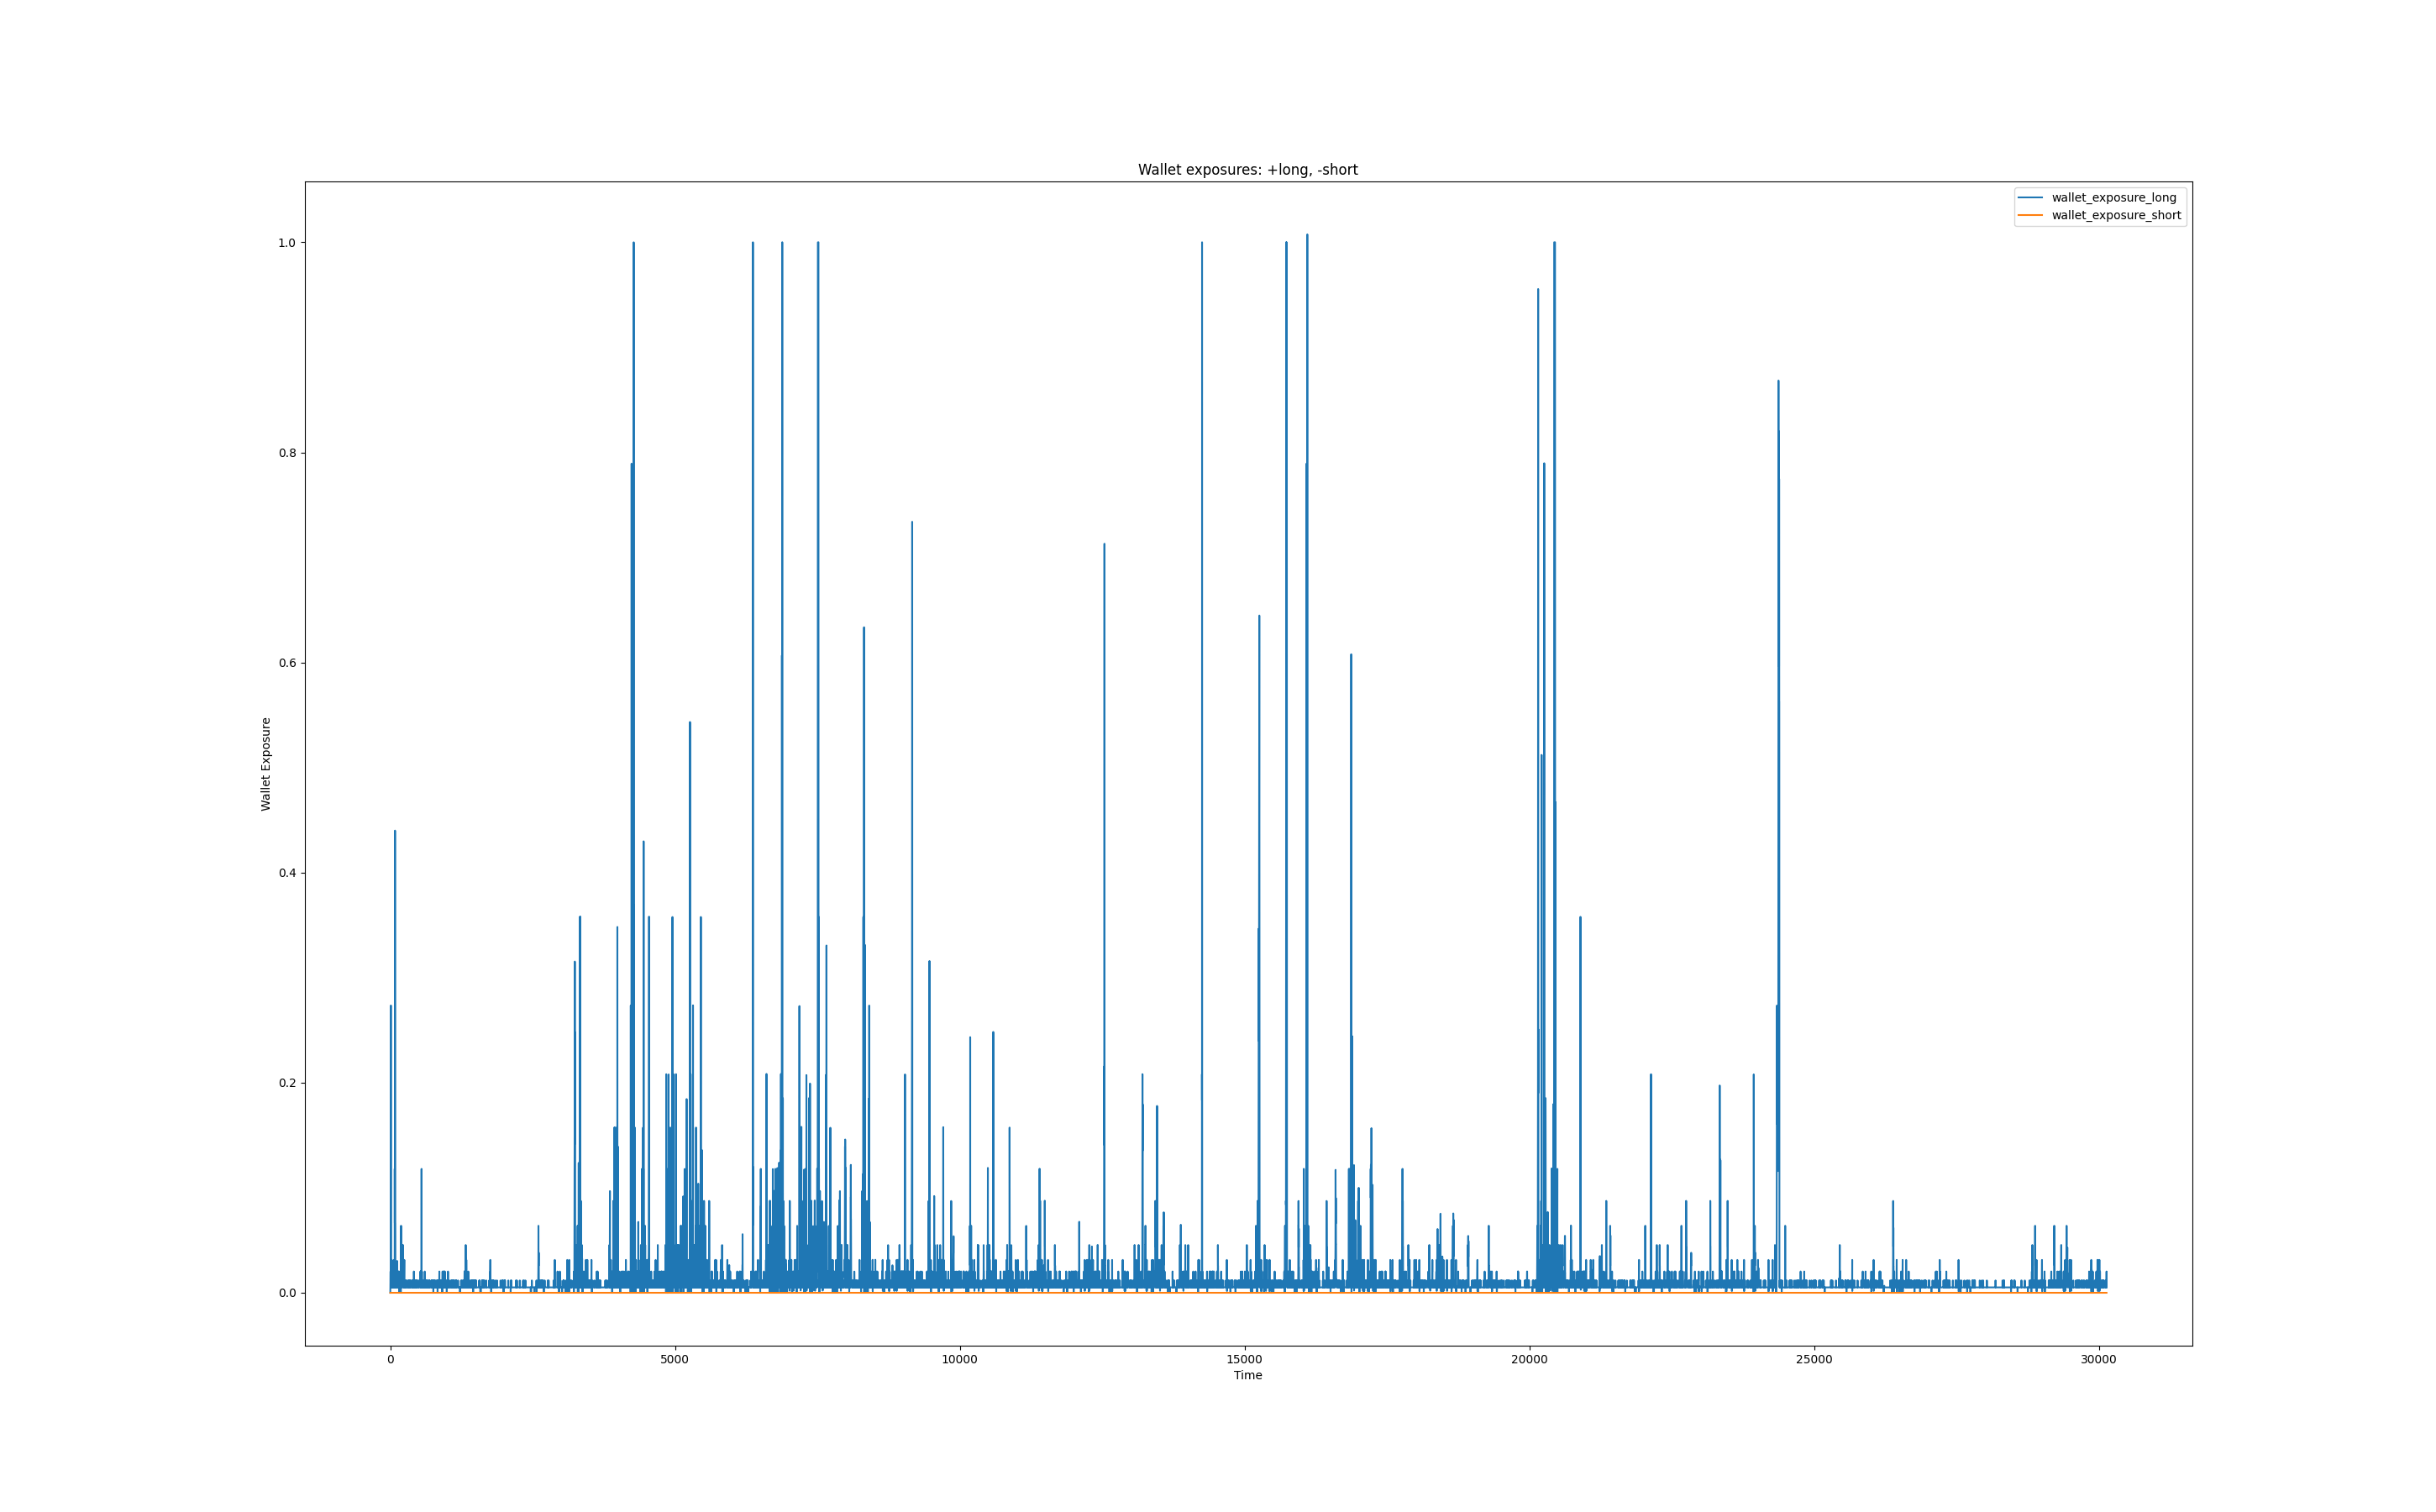 Wallet exposures: +long, -short
wallet_exposure_long
wallet_exposure_short
1.0
0.8
0.6
0.4
0.2
0.0
Wallet Exposure
0 5000 10000 15000 20000 25000 30000
Time